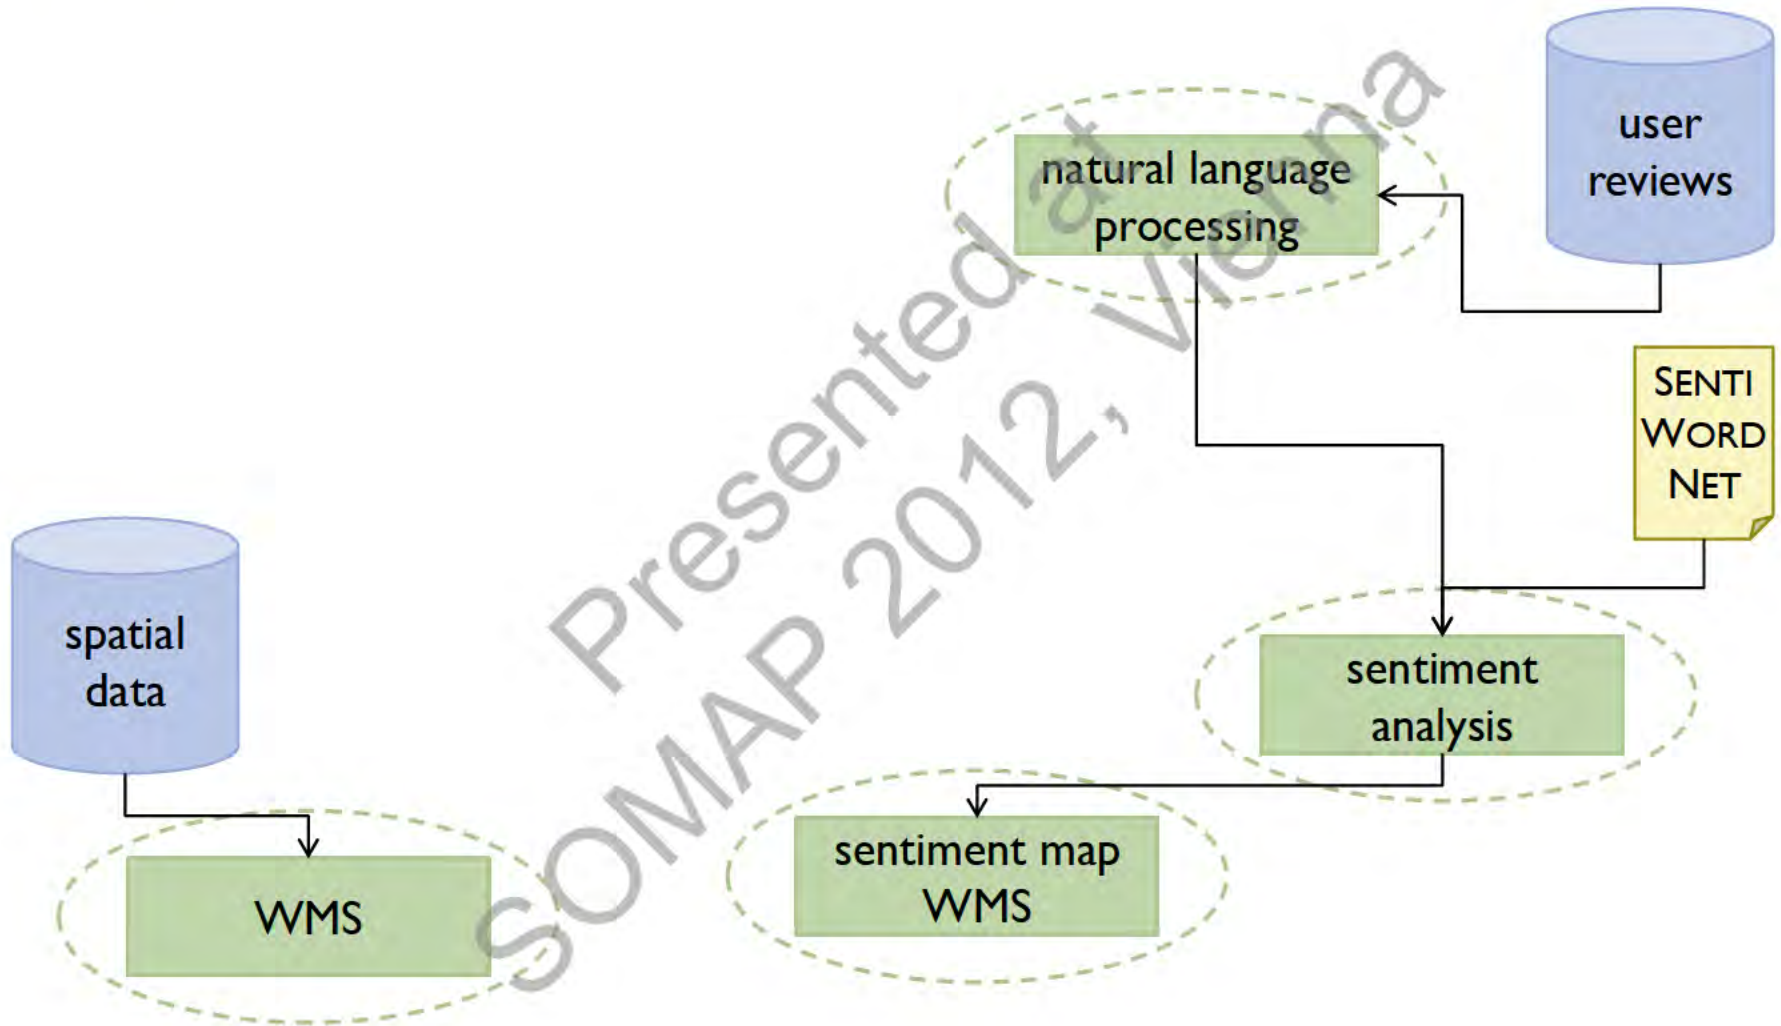 user
reviews
natural language
processing
SENTI
WORD
NET
spatial
data
sentiment
analysis
sentiment map
WMS
WMS
Presented at
SOMAP 2012, Vienna